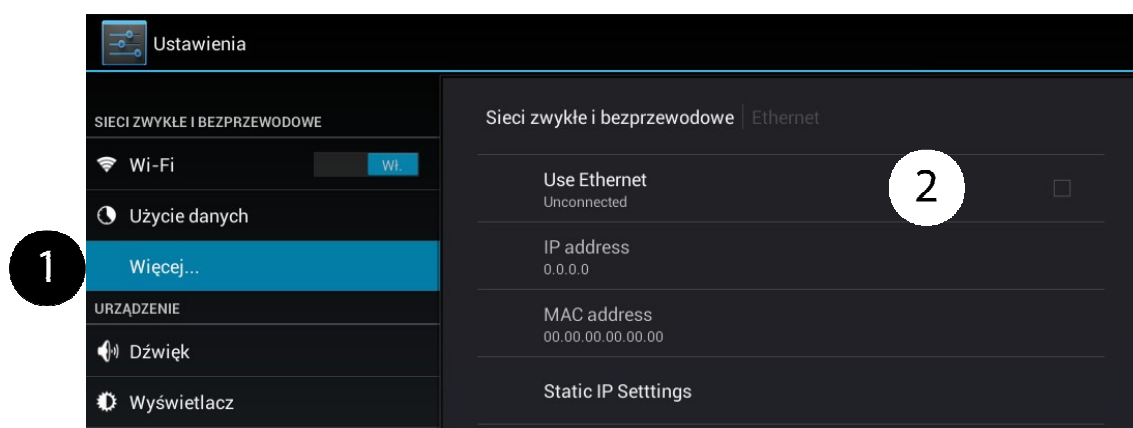 Ustawienia
SIECI ZWYKŁE I BEZPRZEWODOWE
Wi-Fi
Wł.
Użycie danych
1
Więcej...
URZĄDZENIE
Dźwięk
Wyświetlacz
Sieci zwykłe i bezprzewodowe | Ethernet
Use Ethernet
Unconnected
2
IP address
0.0.0.0
MAC address
00.00.00.00.00.00
Static IP Setttings